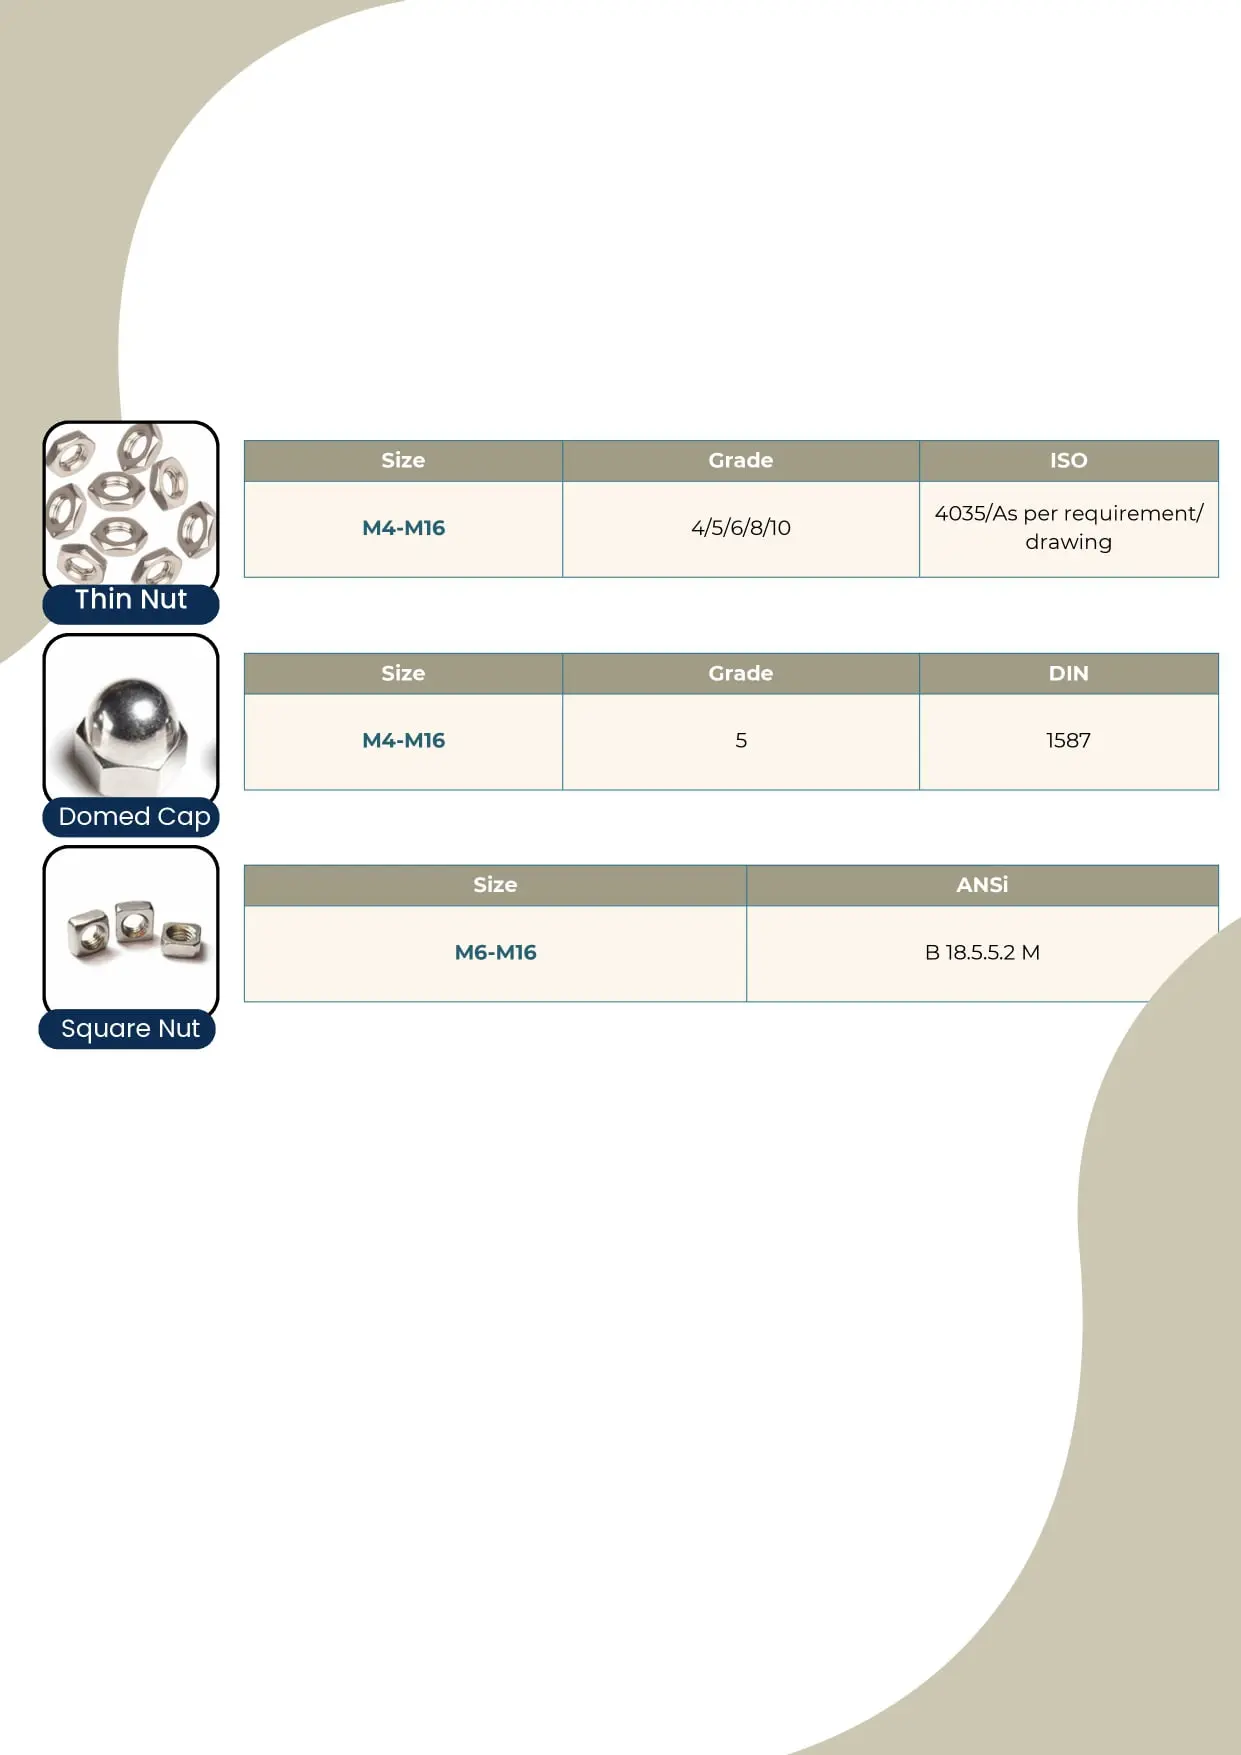 Size Grade ISO
M4-M16 4/5/6/8/10 4035/As per requirement/
drawing
Thin Nut
Size Grade DIN
M4-M16 5 1587
Domed Cap
Size ANSi
M6-M16 B 18.5.5.2 M
Square Nut